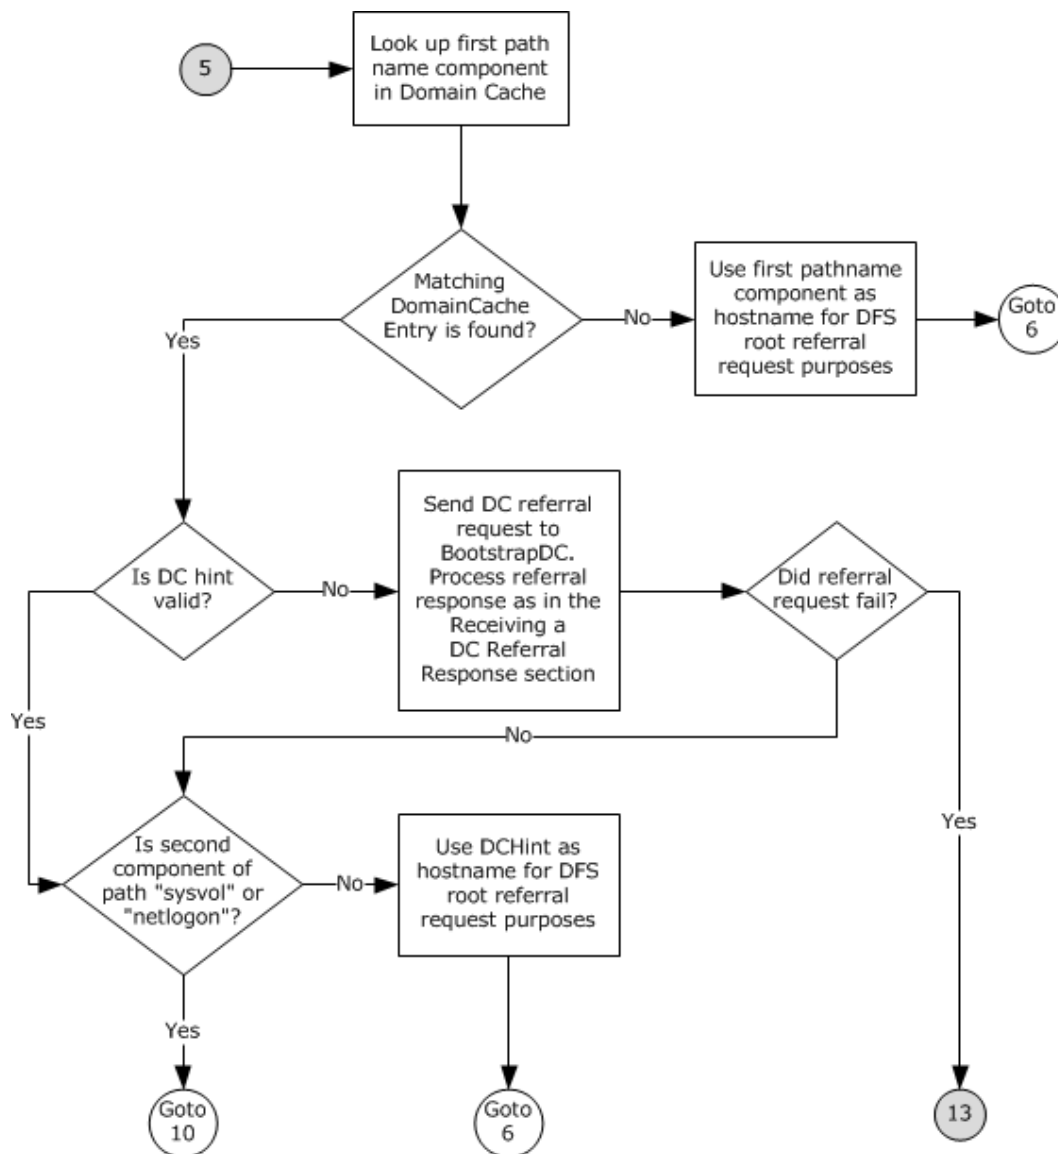 5
Look up first path
name component
in Domain Cache
Matching
DomainCache
Entry is found?
Yes
No
Use first pathname
component as
hostname for DFS
root referral
request purposes
Goto
6
Is DC hint
valid?
No
Send DC referral
request to
BootstrapDC.
Process referral
response as in the
Receiving a
DC Referral
Response section
Did referral
request fail?
Yes
No
Is second
component of
path "sysvol" or
"netlogon"?
No
Use DCHint as
hostname for DFS
root referral
request purposes
Yes
Yes
Goto
10
Goto
6
13